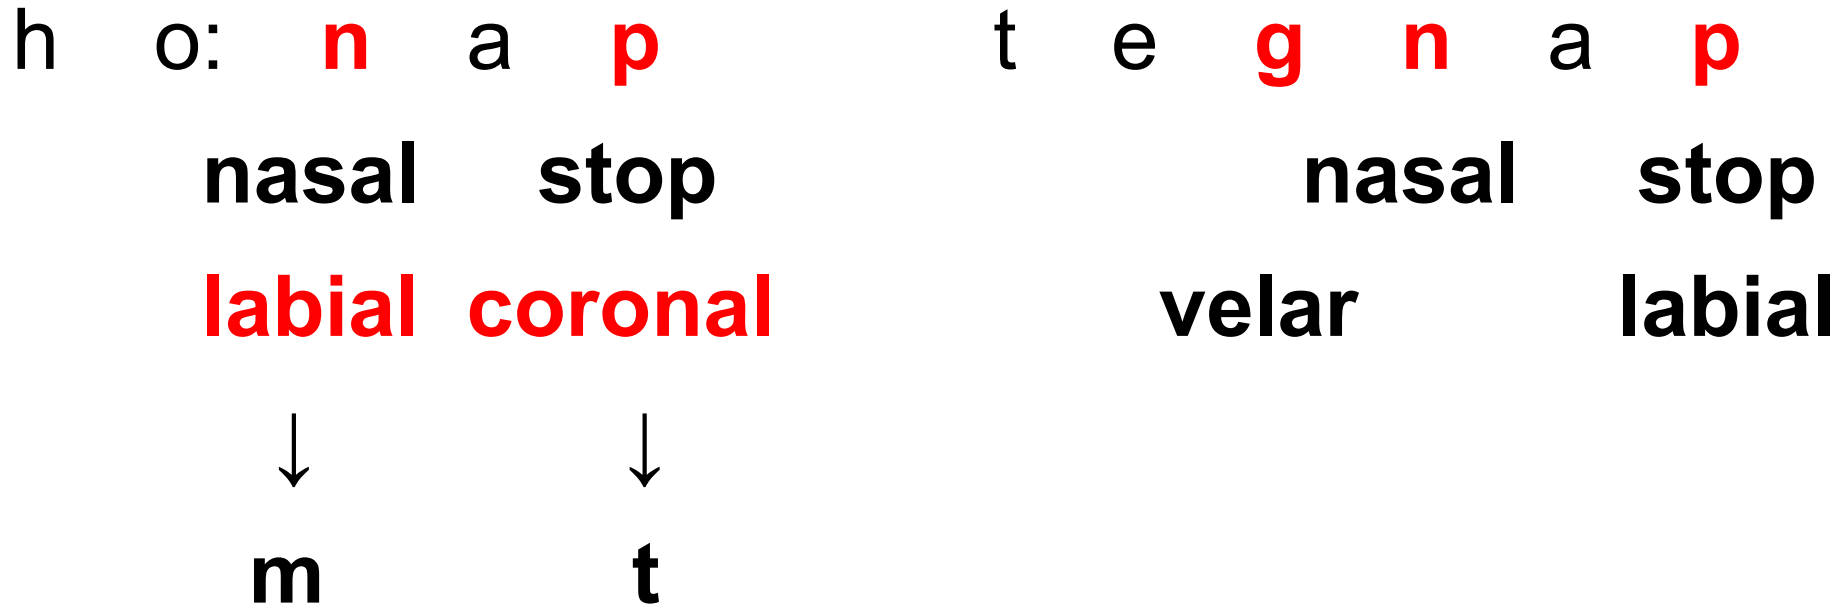 h o: n a p t e g n a p
nasal stop nasal stop
labial coronal velar labial
↓ ↓
m t